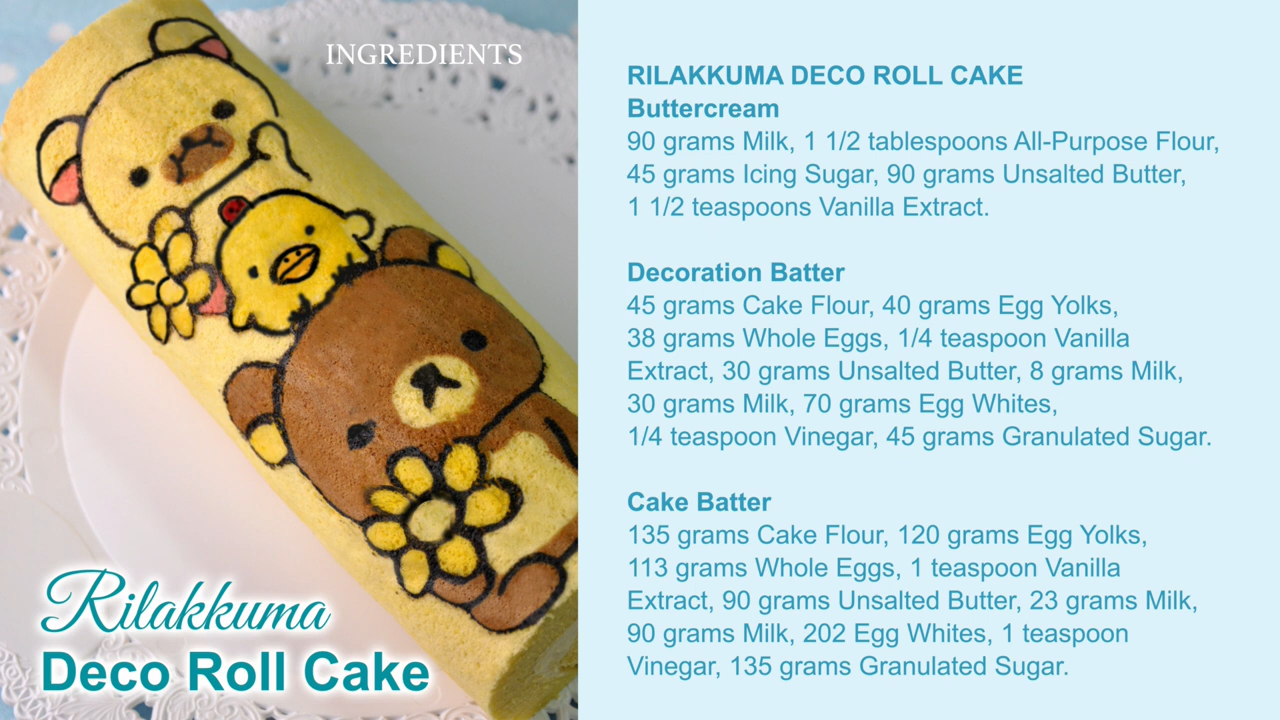 INGREDIENTS
RILAKKUMA DECO ROLL CAKE
Buttercream
90 grams Milk, 1 1/2 tablespoons All-Purpose Flour,
45 grams Icing Sugar, 90 grams Unsalted Butter,
1 1/2 teaspoons Vanilla Extract.
Decoration Batter
45 grams Cake Flour, 40 grams Egg Yolks,
38 grams Whole Eggs, 1/4 teaspoon Vanilla
Extract, 30 grams Unsalted Butter, 8 grams Milk,
30 grams Milk, 70 grams Egg Whites,
1/4 teaspoon Vinegar, 45 grams Granulated Sugar.
Cake Batter
135 grams Cake Flour, 120 grams Egg Yolks,
113 grams Whole Eggs, 1 teaspoon Vanilla
Extract, 90 grams Unsalted Butter, 23 grams Milk,
90 grams Milk, 202 Egg Whites, 1 teaspoon
Vinegar, 135 grams Granulated Sugar.
Rilakkuma
Deco Roll Cake